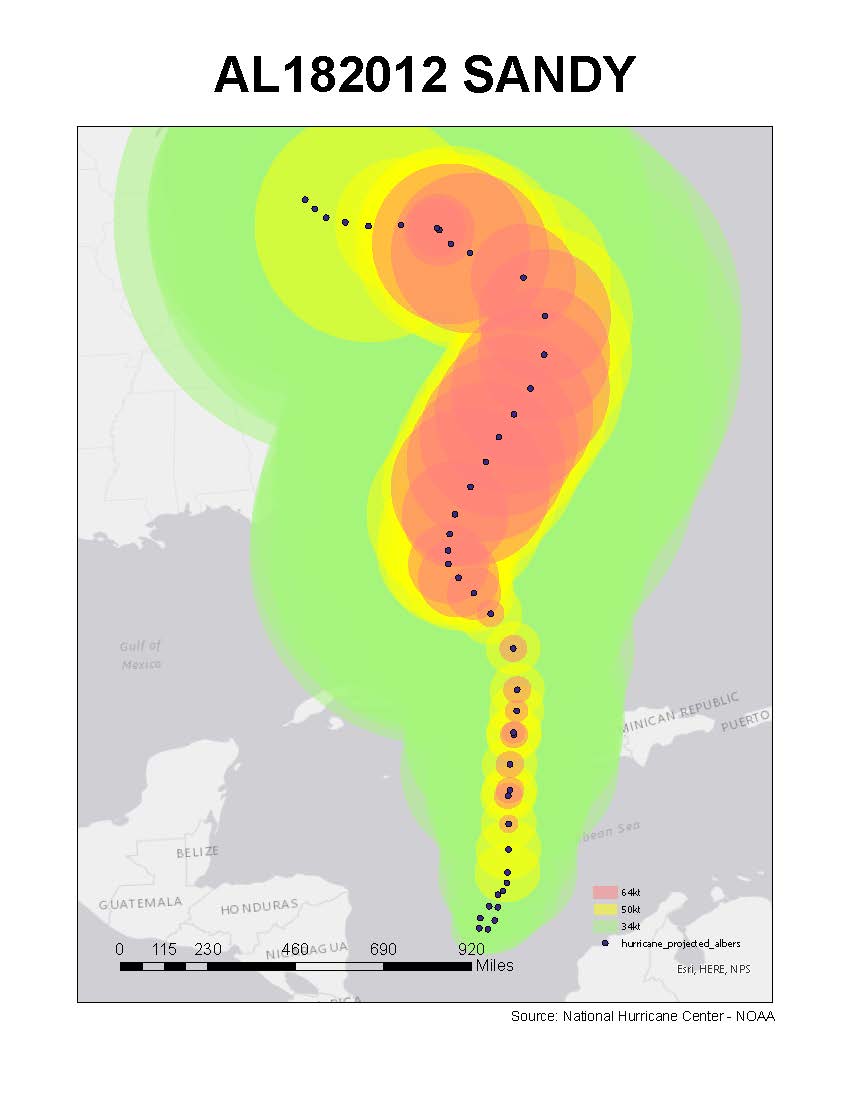 AL182012 SANDY
Gulf of
Mexico
MINICAN REPUBLIC
PUERTO
bean Sea
BELIZE
GUATEMALA
HONDURAS
64kt
50kt
34kt
hurricane_projected_albers
0 115 230 460 690 920
NICARAGUA
Miles
Esri, HERE, NPS
RICA
Source: National Hurricane Center - NOAA